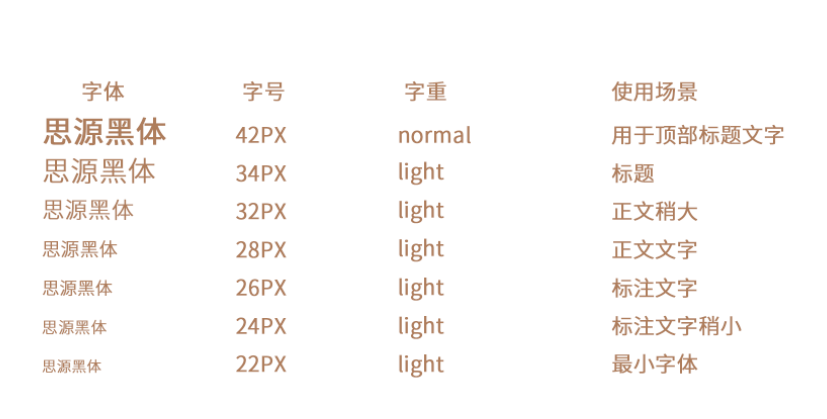 字体 字号 字重 使用场景
思源黑体 42PX normal 用于顶部标题文字
思源黑体 34PX light 标题
思源黑体 32PX light 正文稍大
思源黑体 28PX light 正文文字
思源黑体 26PX light 标注文字
思源黑体 24PX light 标注文字稍小
思源黑体 22PX light 最小字体